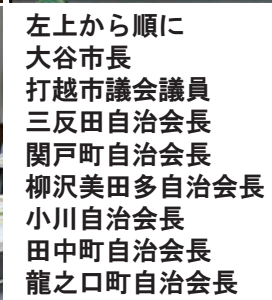 左上から順に
大谷市長
打越市議会議員
三反田自治会長
関戸町自治会長
柳沢美田多自治会長
小川自治会長
田中町自治会長
龍之口町自治会長